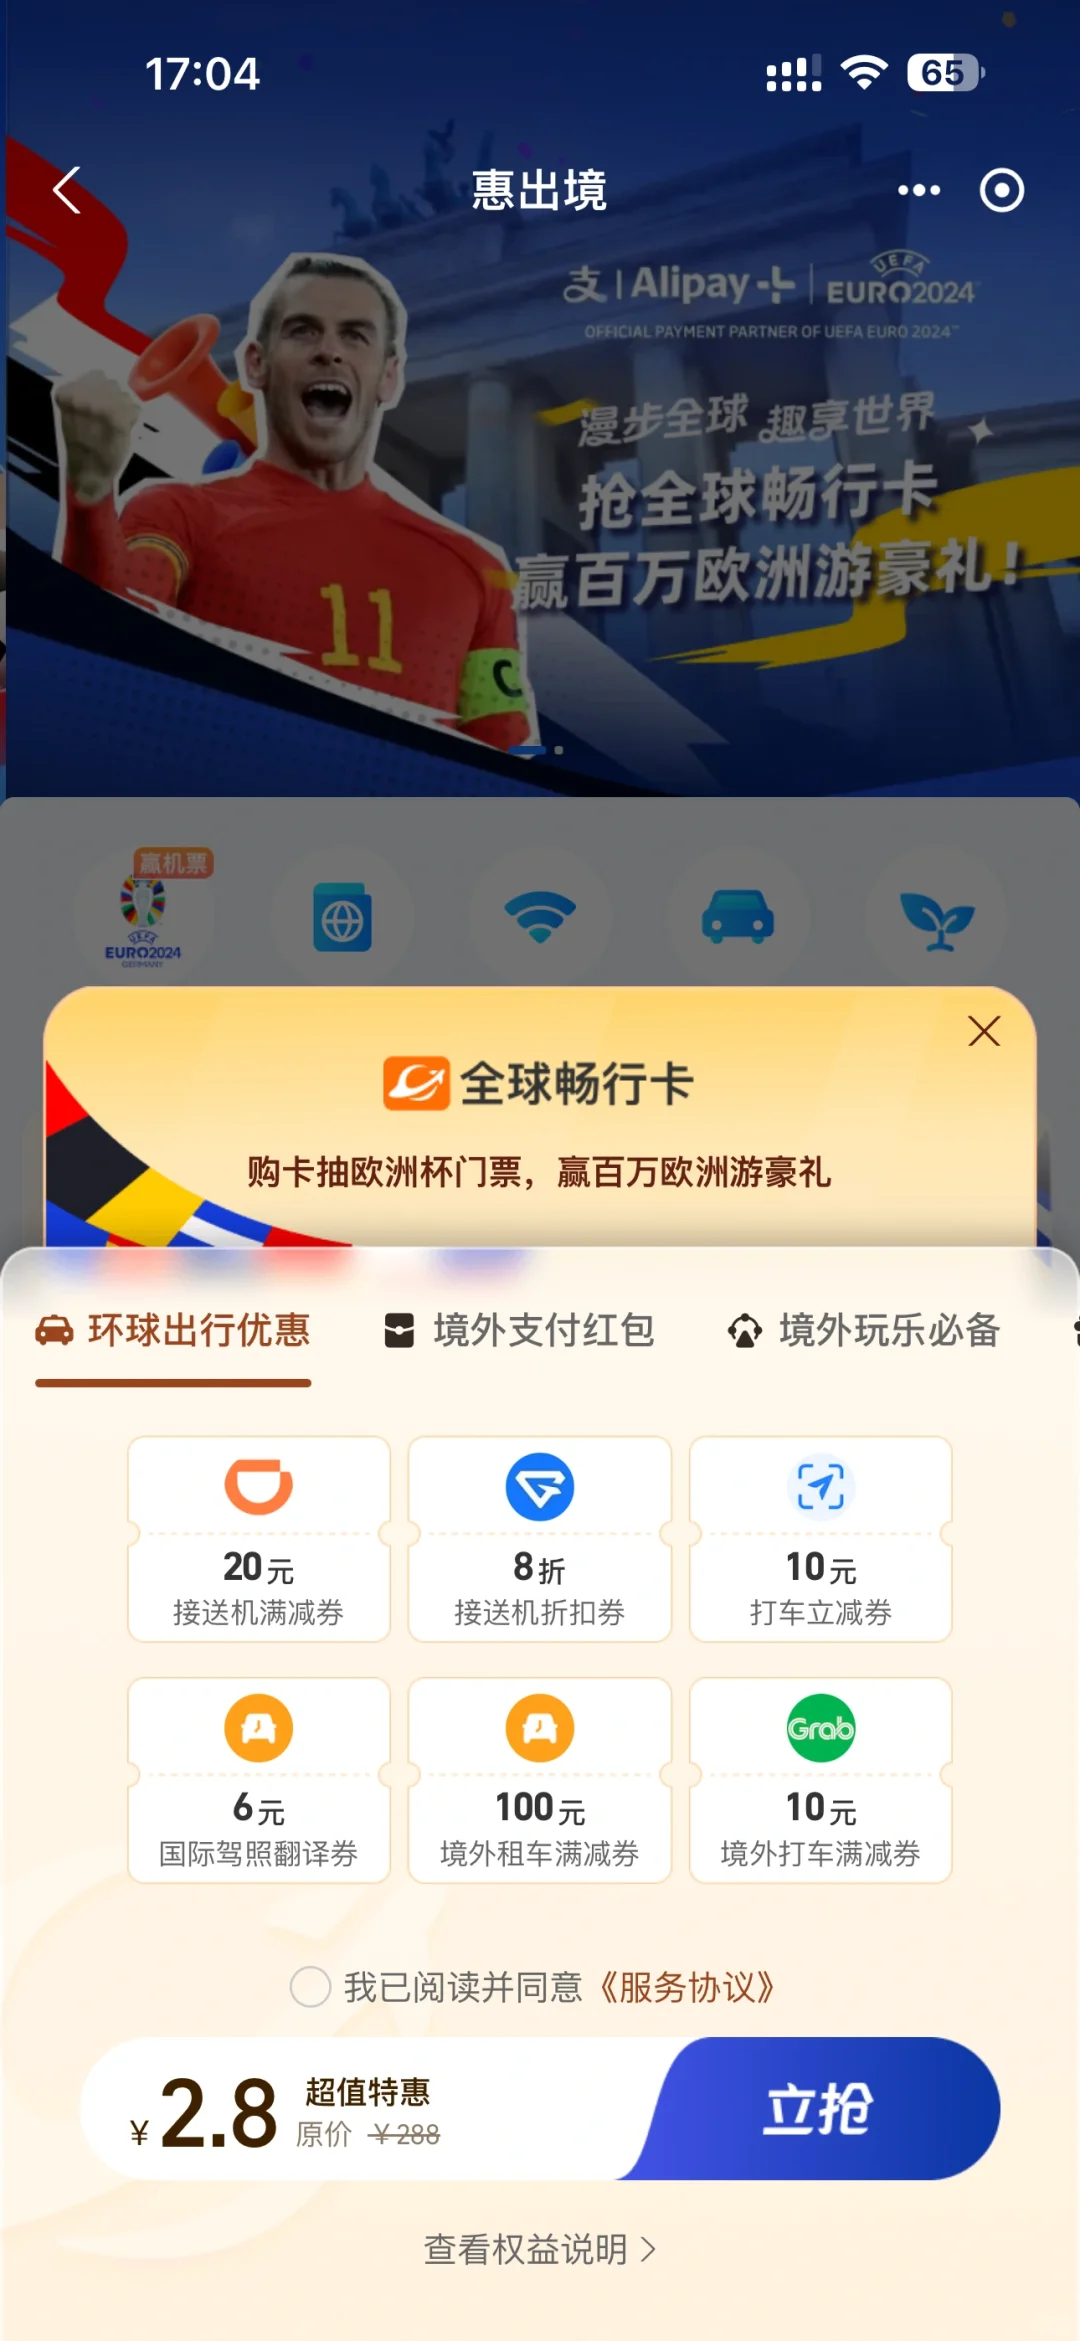 17:04
65
惠出境
支 | Alipay+ | UEFA EURO2024
OFFICIAL PAYMENT PARTNER OF UEFA EURO 2024™
漫步全球 趣享世界
抢全球畅行卡
赢百万欧洲游豪礼！
11
C
赢机票
UEFA
EURO2024
GERMANY
全球畅行卡
购卡抽欧洲杯门票，赢百万欧洲游豪礼
环球出行优惠 境外支付红包 境外玩乐必备
20元 8折 10元
接送机满减券 接送机折扣券 打车立减券
Grab
6元 100元 10元
国际驾照翻译券 境外租车满减券 境外打车满减券
我已阅读并同意《服务协议》
¥2.8 超值特惠
原价 ¥288
立抢
查看权益说明 >